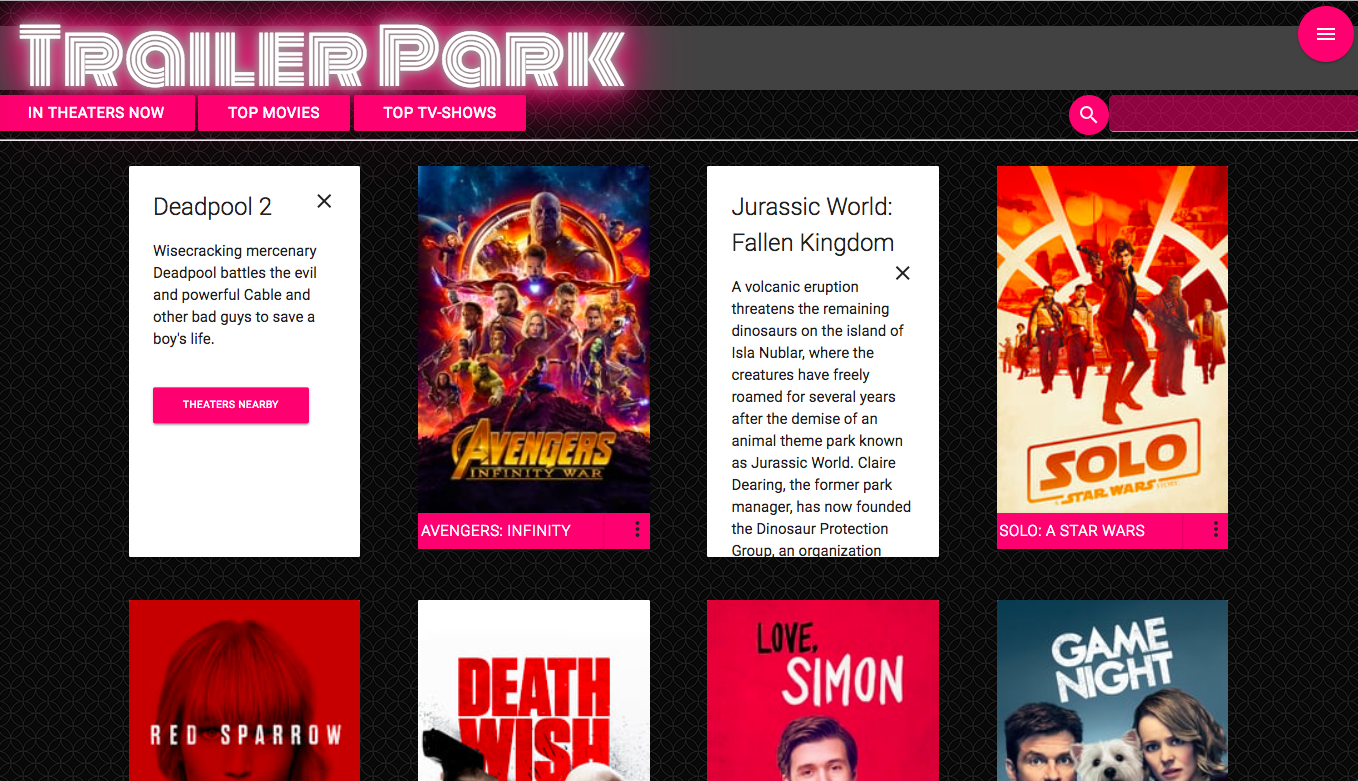 Trailer Park
IN THEATERS NOW TOP MOVIES TOP TV-SHOWS
Deadpool 2
Wisecracking mercenary
Deadpool battles the evil
and powerful Cable and
other bad guys to save a
boy's life.
THEATERS NEARBY
AVENGERS
INFINITY WAR
AVENGERS: INFINITY
Jurassic World:
Fallen Kingdom
A volcanic eruption
threatens the remaining
dinosaurs on the island of
Isla Nublar, where the
creatures have freely
roamed for several years
after the demise of an
animal theme park known
as Jurassic World. Claire
Dearing, the former park
manager, has now founded
the Dinosaur Protection
Group, an organization
SOLO
A STAR WARS STORY
SOLO: A STAR WARS
RED SPARROW
DEATH
WISH
LOVE,
SIMON
GAME
NIGHT